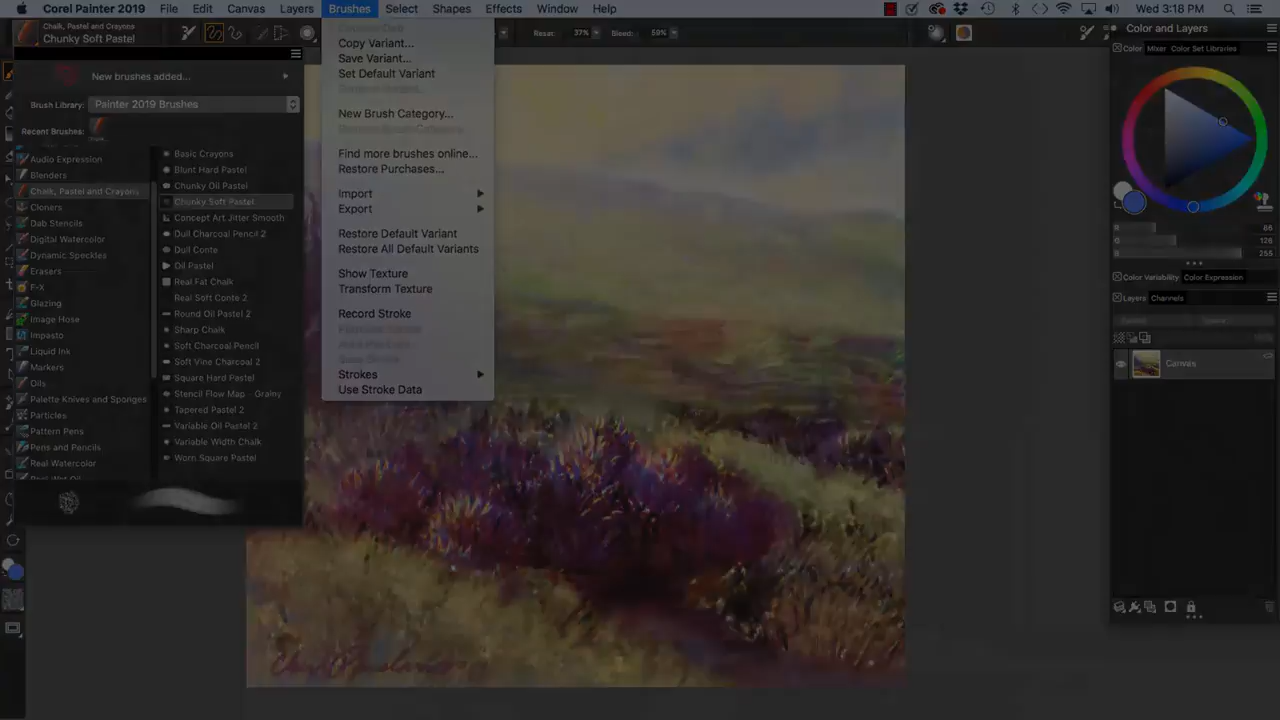 Corel Painter 2019 File Edit Canvas Layers Brushes Select Shapes Effects Window Help Wed 3:18 PM
Chalk, Pastel and Crayons
Chunky Soft Pastel
Reset: 37% Bleed: 59%
New brushes added...
Brush Library: Painter 2019 Brushes
Recent Brushes:
Audio Expression
Blenders
Chalk, Pastel and Crayons
Cloners
Dab Stencils
Digital Watercolor
Dynamic Speckles
Erasers
F-X
Glazing
Image Hose
Impasto
Liquid Ink
Markers
Oils
Palette Knives and Sponges
Particles
Pattern Pens
Pens and Pencils
Real Watercolor
Basic Crayons
Blunt Hard Pastel
Chunky Oil Pastel
Chunky Soft Pastel
Concept Art Jitter Smooth
Dull Charcoal Pencil 2
Dull Conte
Oil Pastel
Real Fat Chalk
Real Soft Conte 2
Round Oil Pastel 2
Sharp Chalk
Soft Charcoal Pencil
Soft Vine Charcoal 2
Square Hard Pastel
Stencil Flow Map - Grainy
Tapered Pastel 2
Variable Oil Pastel 2
Variable Width Chalk
Worn Square Pastel
Copy Variant...
Save Variant...
Set Default Variant
New Brush Category...
Find more brushes online...
Restore Purchases...
Import
Export
Restore Default Variant
Restore All Default Variants
Show Texture
Transform Texture
Record Stroke
Strokes
Use Stroke Data
Color and Layers
Color Mixer Color Set Libraries
R 66
G 126
B 255
Color Variability Color Expression
Layers Channels
Canvas